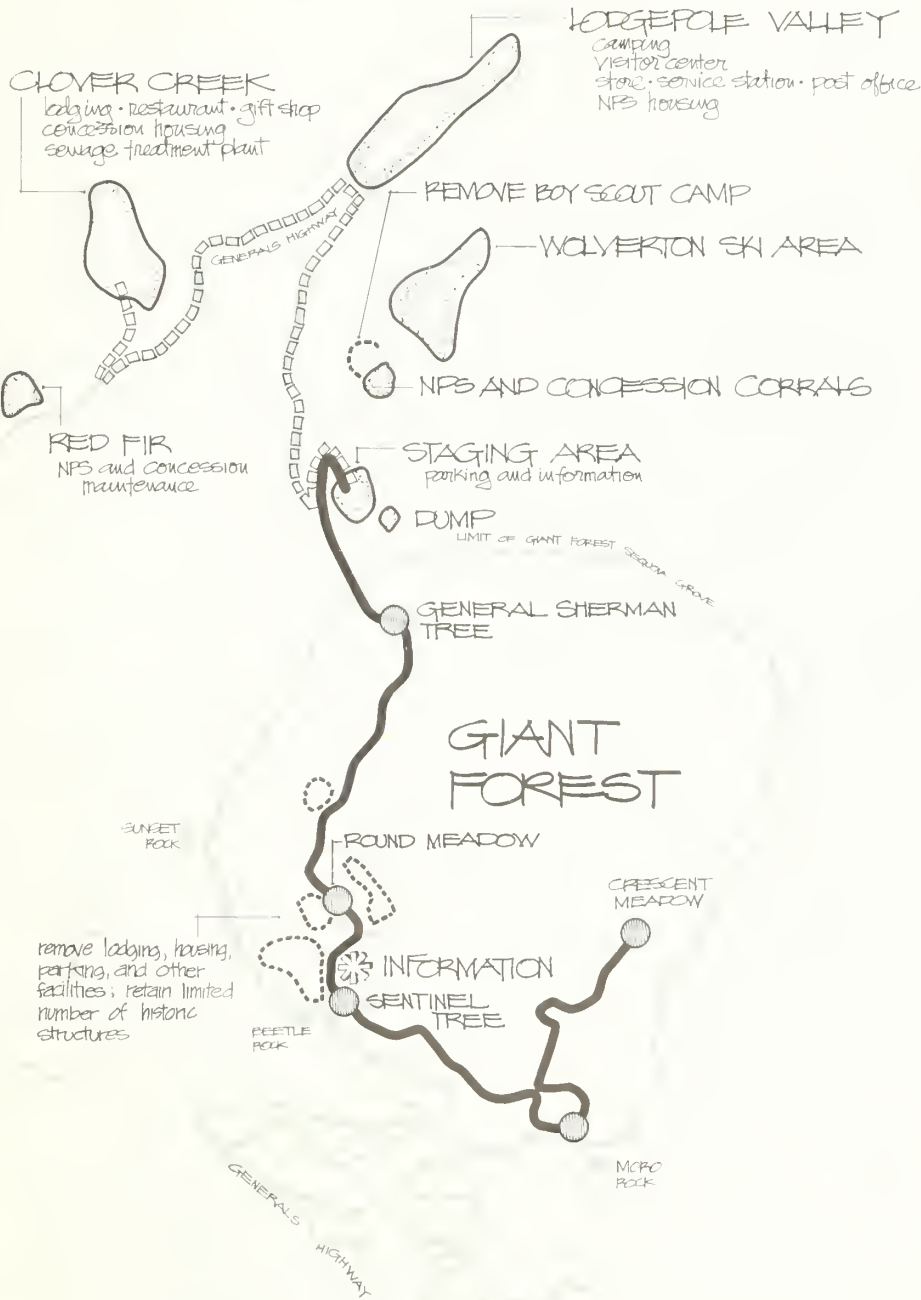 LODGEPOLE VALLEY
camping
visitor center
store · service station · post office
NPS housing
CLOVER CREEK
lodging · restaurant · gift shop
concession housing
sewage treatment plant
REMOVE BOY SCOUT CAMP
GENERALS HIGHWAY
WOLVERTON SKI AREA
NPS AND CONCESSION CORRALS
RED FIR
NPS and concession
maintenance
STAGING AREA
parking and information
DUMP
LIMIT OF GIANT FOREST SEQUOIA GROVE
GENERAL SHERMAN
TREE
GIANT
FOREST
SUNSET
ROCK
ROUND MEADOW
CRESCENT
MEADOW
remove lodging, housing,
parking, and other
facilities; retain limited
number of historic
structures
INFORMATION
SENTINEL
TREE
BEETLE
ROCK
MORO
ROCK
GENERALS HIGHWAY